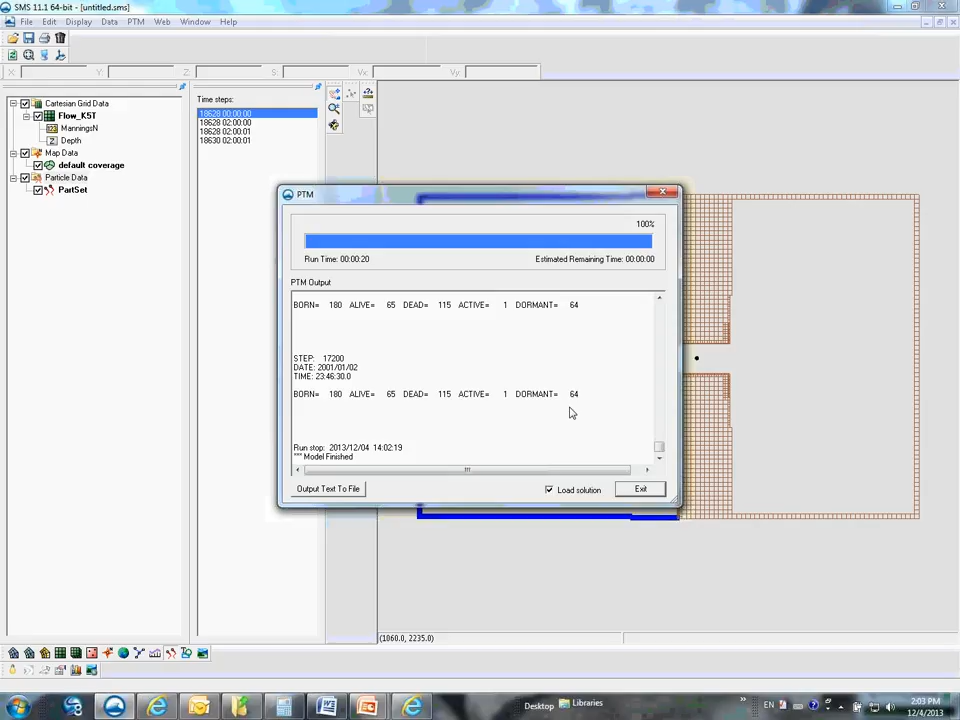 SMS 11.1 64-bit - [untitled.sms]
File Edit Display Data PTM Web Window Help
X: Y: Z: S: Vx: Vy:
Cartesian Grid Data
Flow_K5T
ManningsN
Depth
Map Data
default coverage
Particle Data
PartSet
Time steps:
18628 00:00:00
18628 02:00:00
18628 02:00:01
18630 02:00:01
PTM
100%
Run Time: 00:00:20 Estimated Remaining Time: 00:00:00
PTM Output
BORN= 180 ALIVE= 65 DEAD= 115 ACTIVE= 1 DORMANT= 64
STEP: 17200
DATE: 2001/01/02
TIME: 23:46:30.0
BORN= 180 ALIVE= 65 DEAD= 115 ACTIVE= 1 DORMANT= 64
Run stop: 2013/12/04 14:02:19
*** Model Finished
Output Text To File Load solution Exit
(1060.0, 2235.0)
Desktop Libraries » EN 2:03 PM
12/4/2013